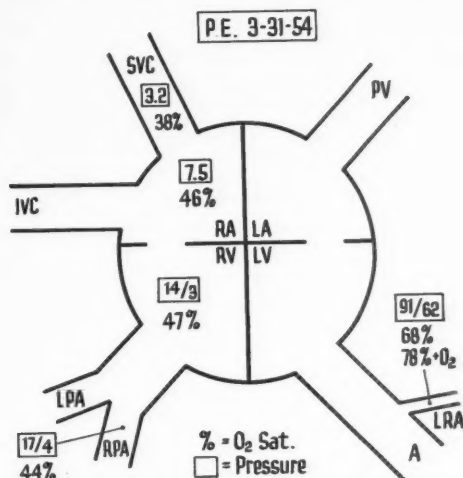 P.E. 3-31-54
SVC
3.2
38%
PV
7.5
46%
IVC
RA LA
RV LV
14/3
47%
91/62
68%
78%+O₂
LPA
RPA
17/4
44%
LRA
A
% = O₂ Sat.
= Pressure